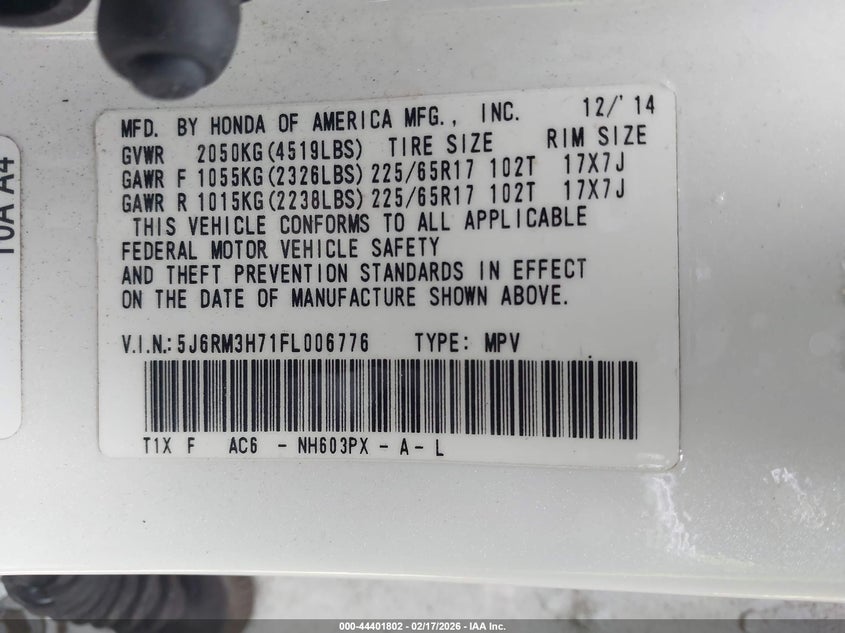 MFD. BY HONDA OF AMERICA MFG., INC. 12/'14
GVWR 2050KG(4519LBS) TIRE SIZE RIM SIZE
GAWR F 1055KG(2326LBS) 225/65R17 102T 17X7J
GAWR R 1015KG(2238LBS) 225/65R17 102T 17X7J
THIS VEHICLE CONFORMS TO ALL APPLICABLE
FEDERAL MOTOR VEHICLE SAFETY
AND THEFT PREVENTION STANDARDS IN EFFECT
ON THE DATE OF MANUFACTURE SHOWN ABOVE.
V.I.N.: 5J6RM3H71FL006776 TYPE: MPV
T1X F AC6 - NH603PX - A - L
000-44401802 - 02/17/2026 - IAA Inc.